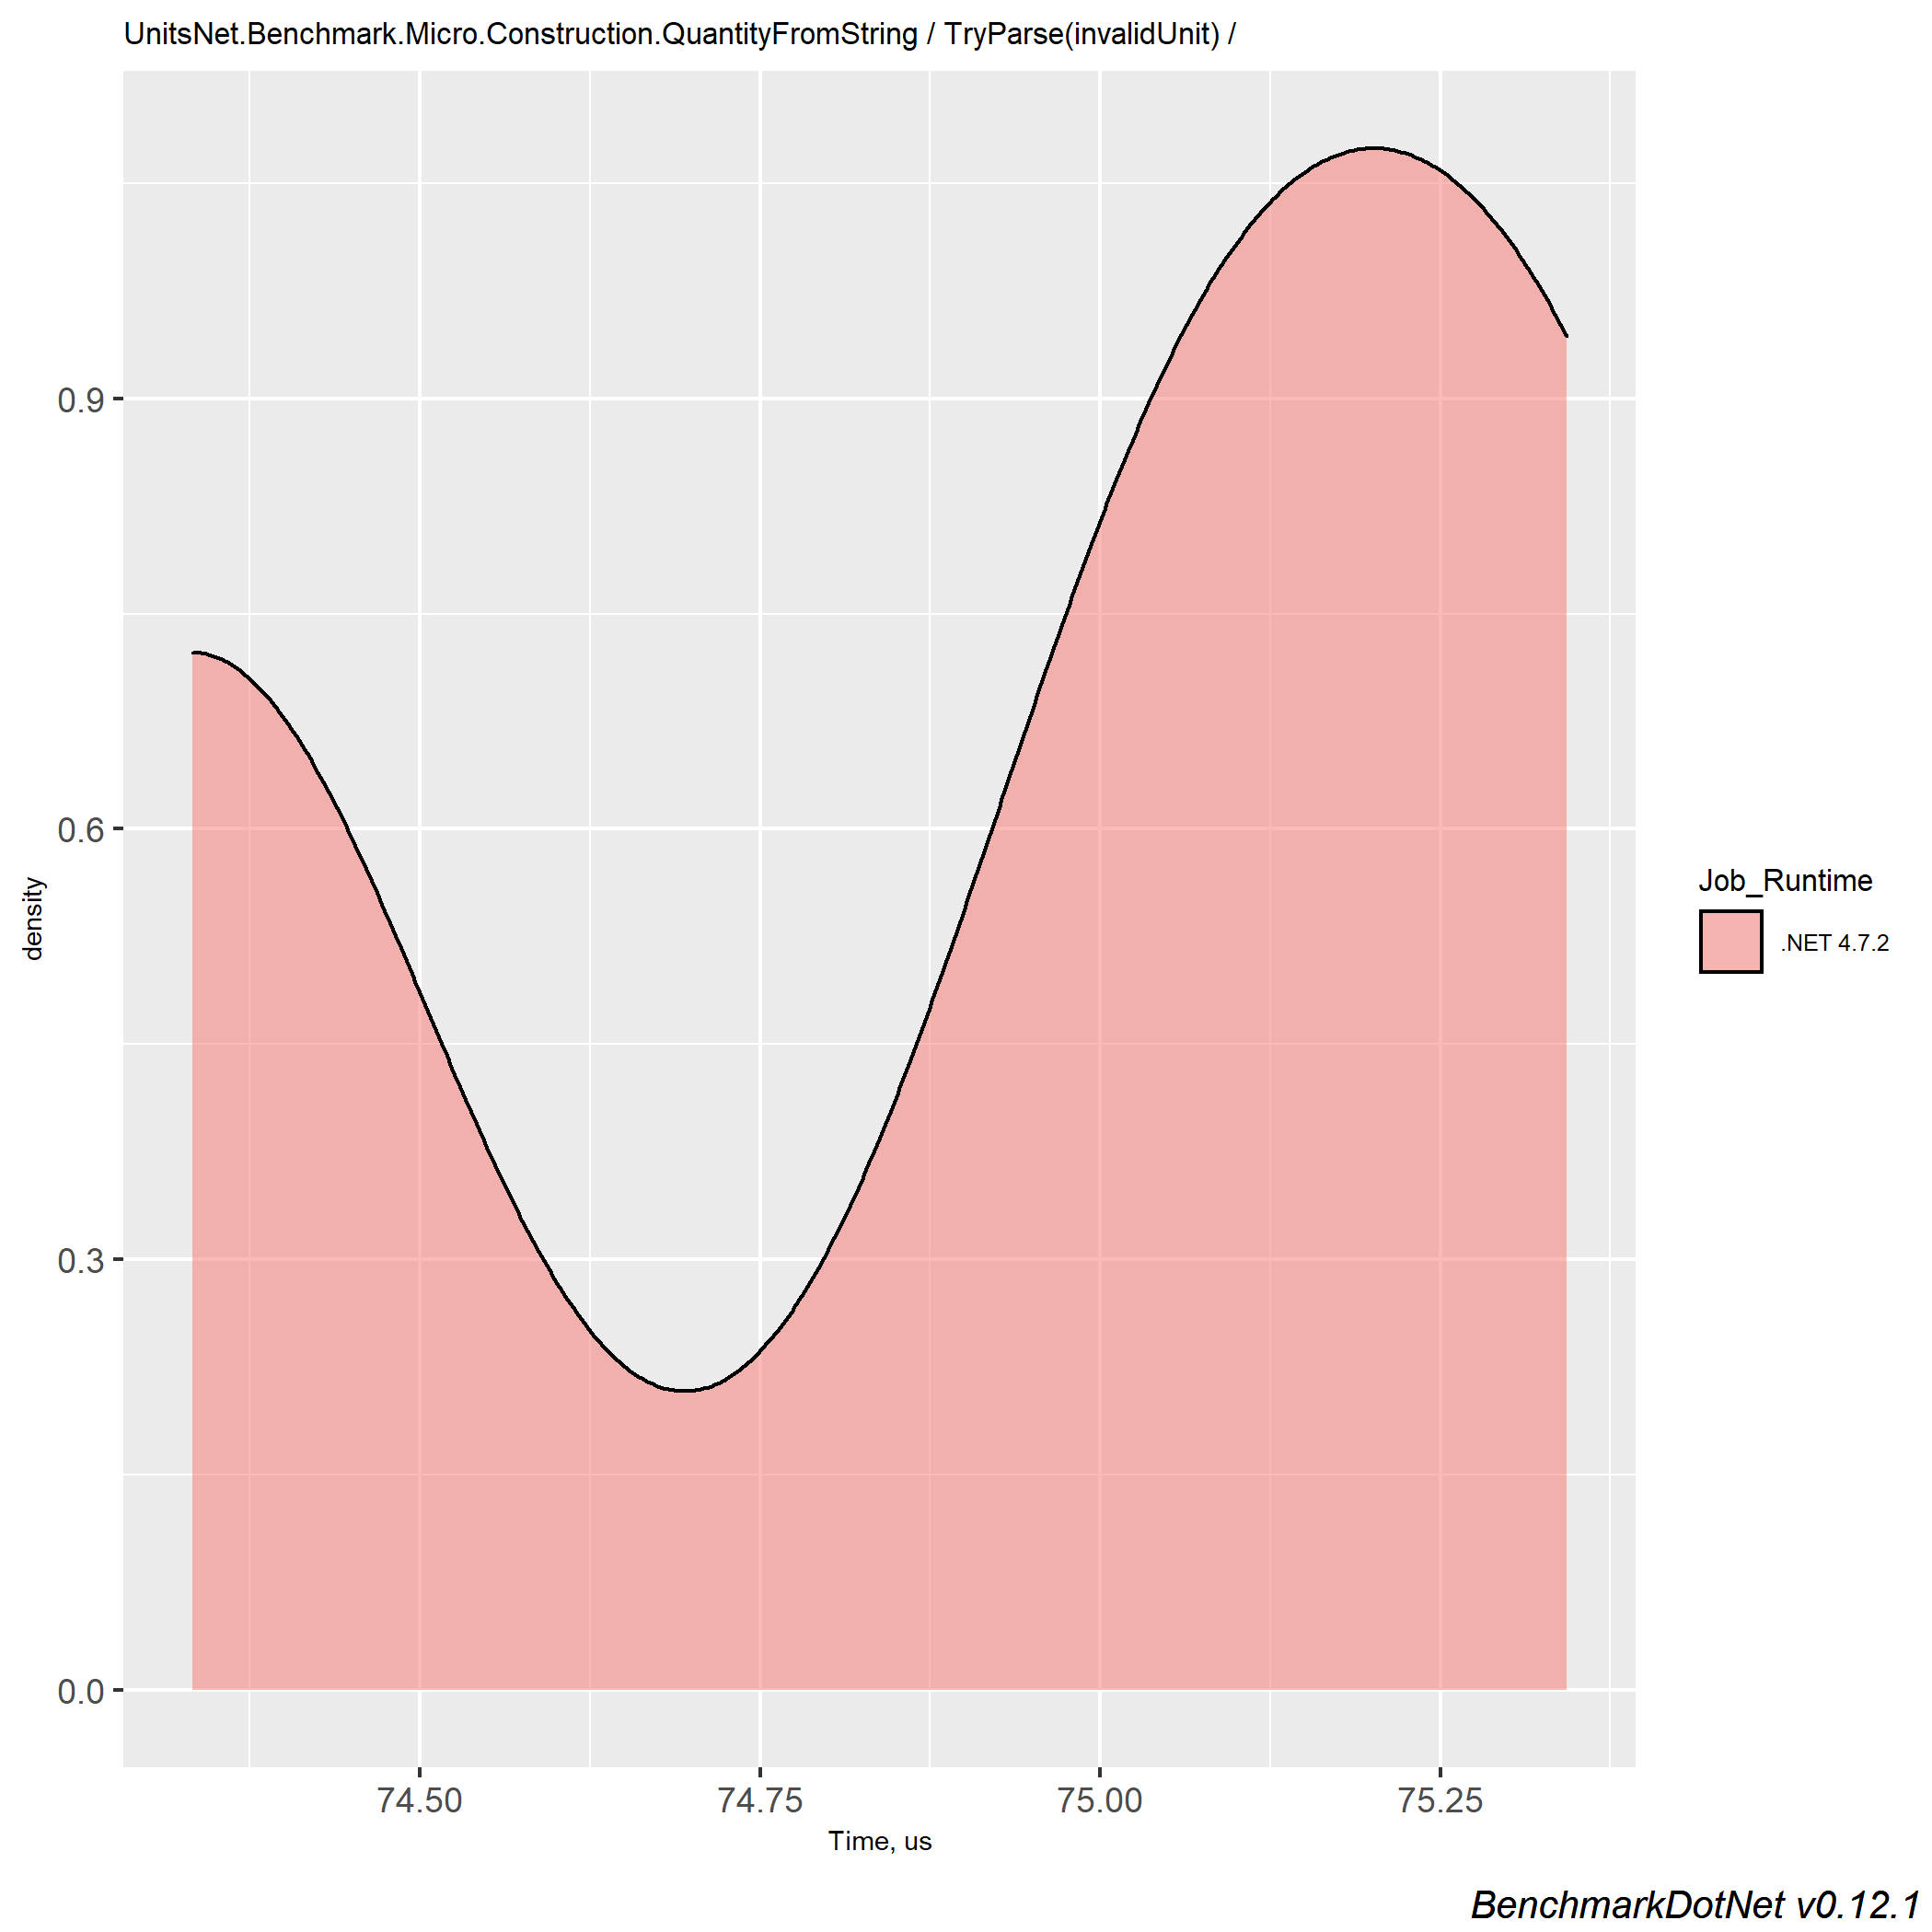 UnitsNet.Benchmark.Micro.Construction.QuantityFromString / TryParse(invalidUnit) /
0.9
0.6
0.3
0.0
density
74.50 74.75 75.00 75.25
Time, us
Job_Runtime
.NET 4.7.2
BenchmarkDotNet v0.12.1